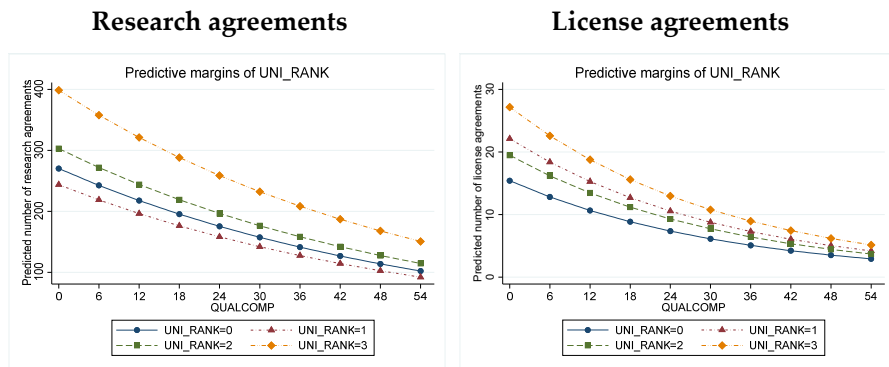 Research agreements
License agreements
Predictive margins of UNI_RANK
Predicted number of research agreements
400
300
200
100
0 6 12 18 24 30 36 42 48 54
QUALCOMP
UNI_RANK=0 UNI_RANK=1
UNI_RANK=2 UNI_RANK=3
Predictive margins of UNI_RANK
Predicted number of license agreements
30
20
10
0
0 6 12 18 24 30 36 42 48 54
QUALCOMP
UNI_RANK=0 UNI_RANK=1
UNI_RANK=2 UNI_RANK=3